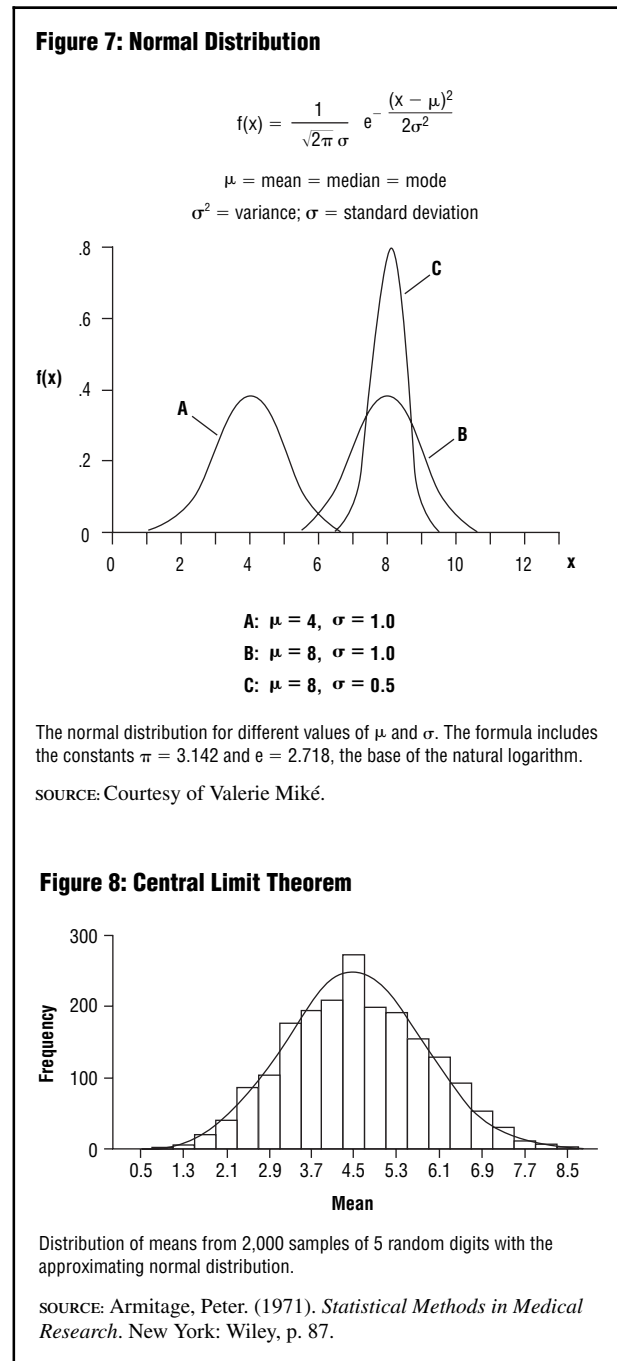 Figure 7: Normal Distribution
f(x) = 1 / √2π σ e^− (x − μ)² / 2σ²
μ = mean = median = mode
σ² = variance; σ = standard deviation
.8
C
.6
f(x)
.4
A
B
.2
0
0 2 4 6 8 10 12 x
A: μ = 4, σ = 1.0
B: μ = 8, σ = 1.0
C: μ = 8, σ = 0.5
The normal distribution for different values of μ and σ. The formula includes
the constants π = 3.142 and e = 2.718, the base of the natural logarithm.
SOURCE: Courtesy of Valerie Miké.
Figure 8: Central Limit Theorem
300
200
Frequency
100
0
0.5 1.3 2.1 2.9 3.7 4.5 5.3 6.1 6.9 7.7 8.5
Mean
Distribution of means from 2,000 samples of 5 random digits with the
approximating normal distribution.
SOURCE: Armitage, Peter. (1971). Statistical Methods in Medical
Research. New York: Wiley, p. 87.